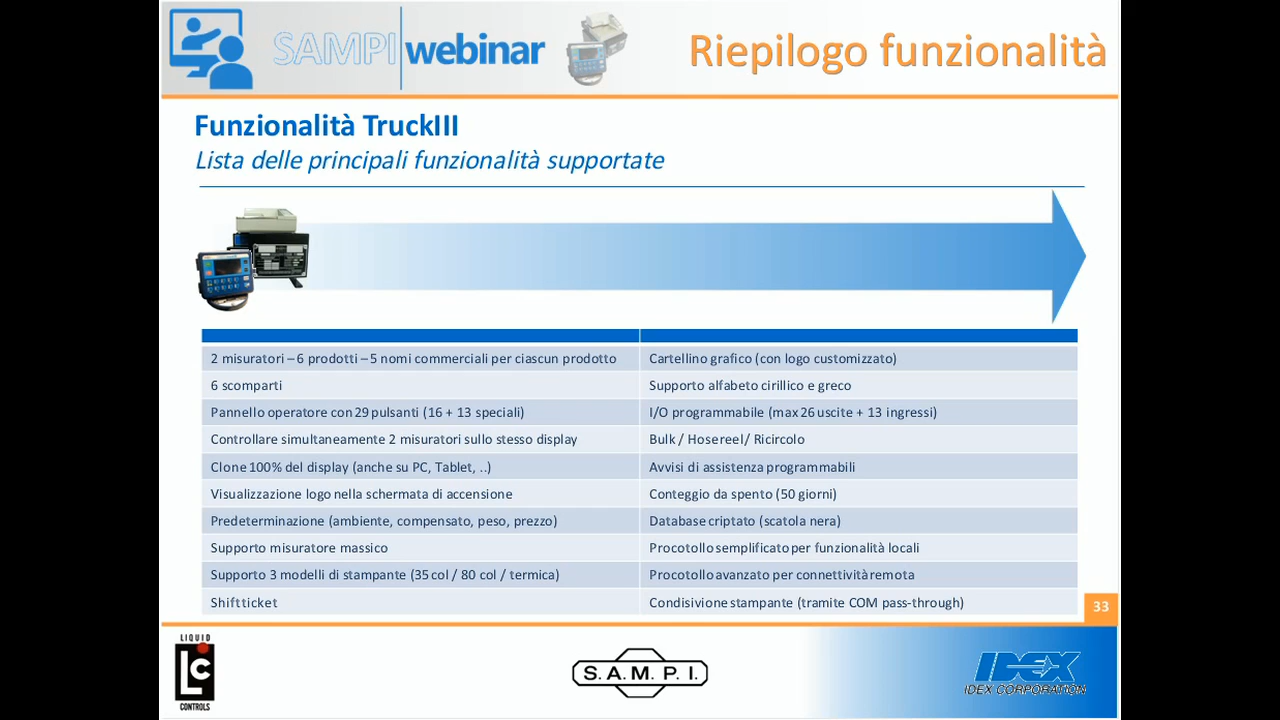 SAMPI webinar
Riepilogo funzionalità
Funzionalità TruckIII
Lista delle principali funzionalità supportate
2 misuratori – 6 prodotti – 5 nomi commerciali per ciascun prodotto
Cartellino grafico (con logo customizzato)
6 scomparti
Supporto alfabeto cirillico e greco
Pannello operatore con 29 pulsanti (16 + 13 speciali)
I/O programmabile (max 26 uscite + 13 ingressi)
Controllare simultaneamente 2 misuratori sullo stesso display
Bulk / Hosereel / Ricircolo
Clone 100% del display (anche su PC, Tablet, ..)
Avvisi di assistenza programmabili
Visualizzazione logo nella schermata di accensione
Conteggio da spento (50 giorni)
Predeterminazione (ambiente, compensato, peso, prezzo)
Database criptato (scatola nera)
Supporto misuratore massico
Procotollo semplificato per funzionalità locali
Supporto 3 modelli di stampante (35 col / 80 col / termica)
Procotollo avanzato per connettività remota
Shift ticket
Condisivione stampante (tramite COM pass-through)
33
LIQUID
LC
CONTROLS
S.A.M.P.I.
IDEX
IDEX CORPORATION